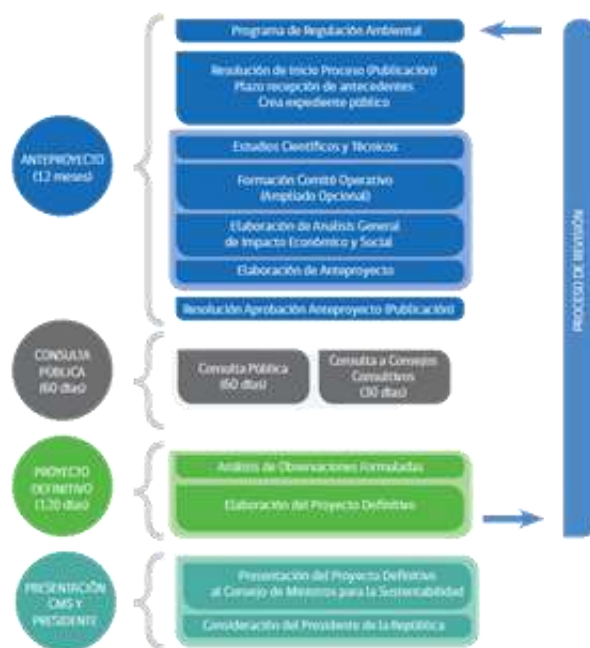 Programa de Regulación Ambiental
Resolución de Inicio Proceso (Publicación)
Plazo recepción de antecedentes
Crea expediente público
ANTEPROYECTO
(12 meses)
Estudios Científicos y Técnicos
Formación Comité Operativo
(Ampliado Opcional)
Elaboración de Análisis General
de Impacto Económico y Social
Elaboración de Anteproyecto
Resolución Aprobación Anteproyecto (Publicación)
CONSULTA
PÚBLICA
(60 días)
Consulta Pública
(60 días)
Consulta a Consejos
Consultivos
(30 días)
PROYECTO
DEFINITIVO
(120 días)
Análisis de Observaciones Formuladas
Elaboración del Proyecto Definitivo
PRESENTACIÓN
CMS Y
PRESIDENTE
Presentación del Proyecto Definitivo
al Consejo de Ministros para la Sustentabilidad
Consideración del Presidente de la República
PROCESO DE REVISIÓN